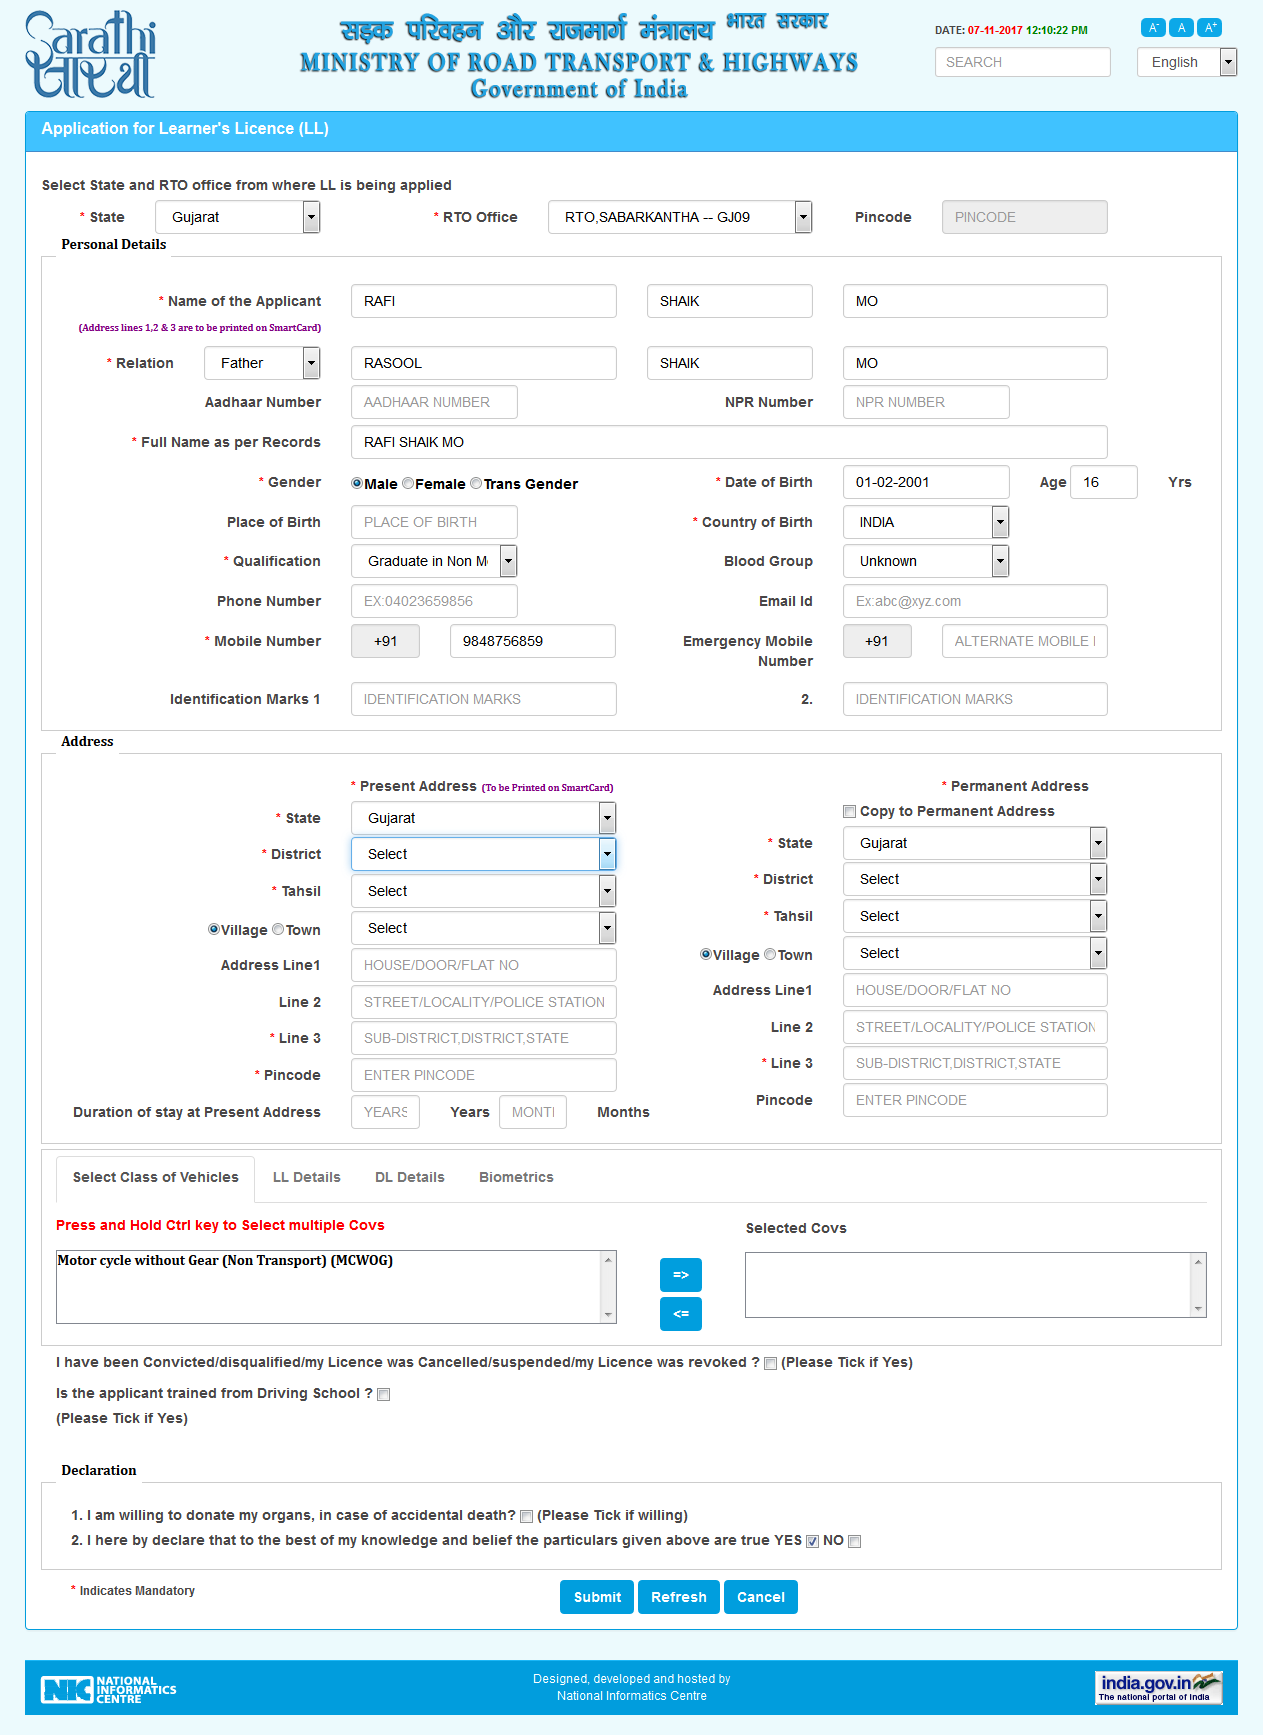 Sarathi
सारथी
सड़क परिवहन और राजमार्ग मंत्रालय भारत सरकार
MINISTRY OF ROAD TRANSPORT & HIGHWAYS
Government of India
DATE: 07-11-2017 12:10:22 PM
A- A A+
SEARCH English
Application for Learner's Licence (LL)
Select State and RTO office from where LL is being applied
* State Gujarat * RTO Office RTO,SABARKANTHA -- GJ09 Pincode PINCODE
Personal Details
* Name of the Applicant RAFI SHAIK MO
(Address lines 1,2 & 3 are to be printed on SmartCard)
* Relation Father RASOOL SHAIK MO
Aadhaar Number AADHAAR NUMBER NPR Number NPR NUMBER
* Full Name as per Records RAFI SHAIK MO
* Gender Male Female Trans Gender * Date of Birth 01-02-2001 Age 16 Yrs
Place of Birth PLACE OF BIRTH * Country of Birth INDIA
* Qualification Graduate in Non M Blood Group Unknown
Phone Number EX:04023659856 Email Id Ex:abc@xyz.com
* Mobile Number +91 9848756859 Emergency Mobile Number +91 ALTERNATE MOBILE
Identification Marks 1 IDENTIFICATION MARKS 2. IDENTIFICATION MARKS
Address
* Present Address (To be Printed on SmartCard)
* State Gujarat
* District Select
* Tahsil Select
Village Town Select
Address Line1 HOUSE/DOOR/FLAT NO
Line 2 STREET/LOCALITY/POLICE STATION
* Line 3 SUB-DISTRICT,DISTRICT,STATE
* Pincode ENTER PINCODE
Duration of stay at Present Address YEARS Years MONTH Months
* Permanent Address
Copy to Permanent Address
* State Gujarat
* District Select
* Tahsil Select
Village Town Select
Address Line1 HOUSE/DOOR/FLAT NO
Line 2 STREET/LOCALITY/POLICE STATION
* Line 3 SUB-DISTRICT,DISTRICT,STATE
Pincode ENTER PINCODE
Select Class of Vehicles LL Details DL Details Biometrics
Press and Hold Ctrl key to Select multiple Covs
Selected Covs
Motor cycle without Gear (Non Transport) (MCWOG)
=>
<=
I have been Convicted/disqualified/my Licence was Cancelled/suspended/my Licence was revoked ? (Please Tick if Yes)
Is the applicant trained from Driving School ?
(Please Tick if Yes)
Declaration
1. I am willing to donate my organs, in case of accidental death? (Please Tick if willing)
2. I here by declare that to the best of my knowledge and belief the particulars given above are true YES NO
* Indicates Mandatory
Submit Refresh Cancel
NIC NATIONAL
INFORMATICS
CENTRE
Designed, developed and hosted by
National Informatics Centre
india.gov.in
The national portal of India